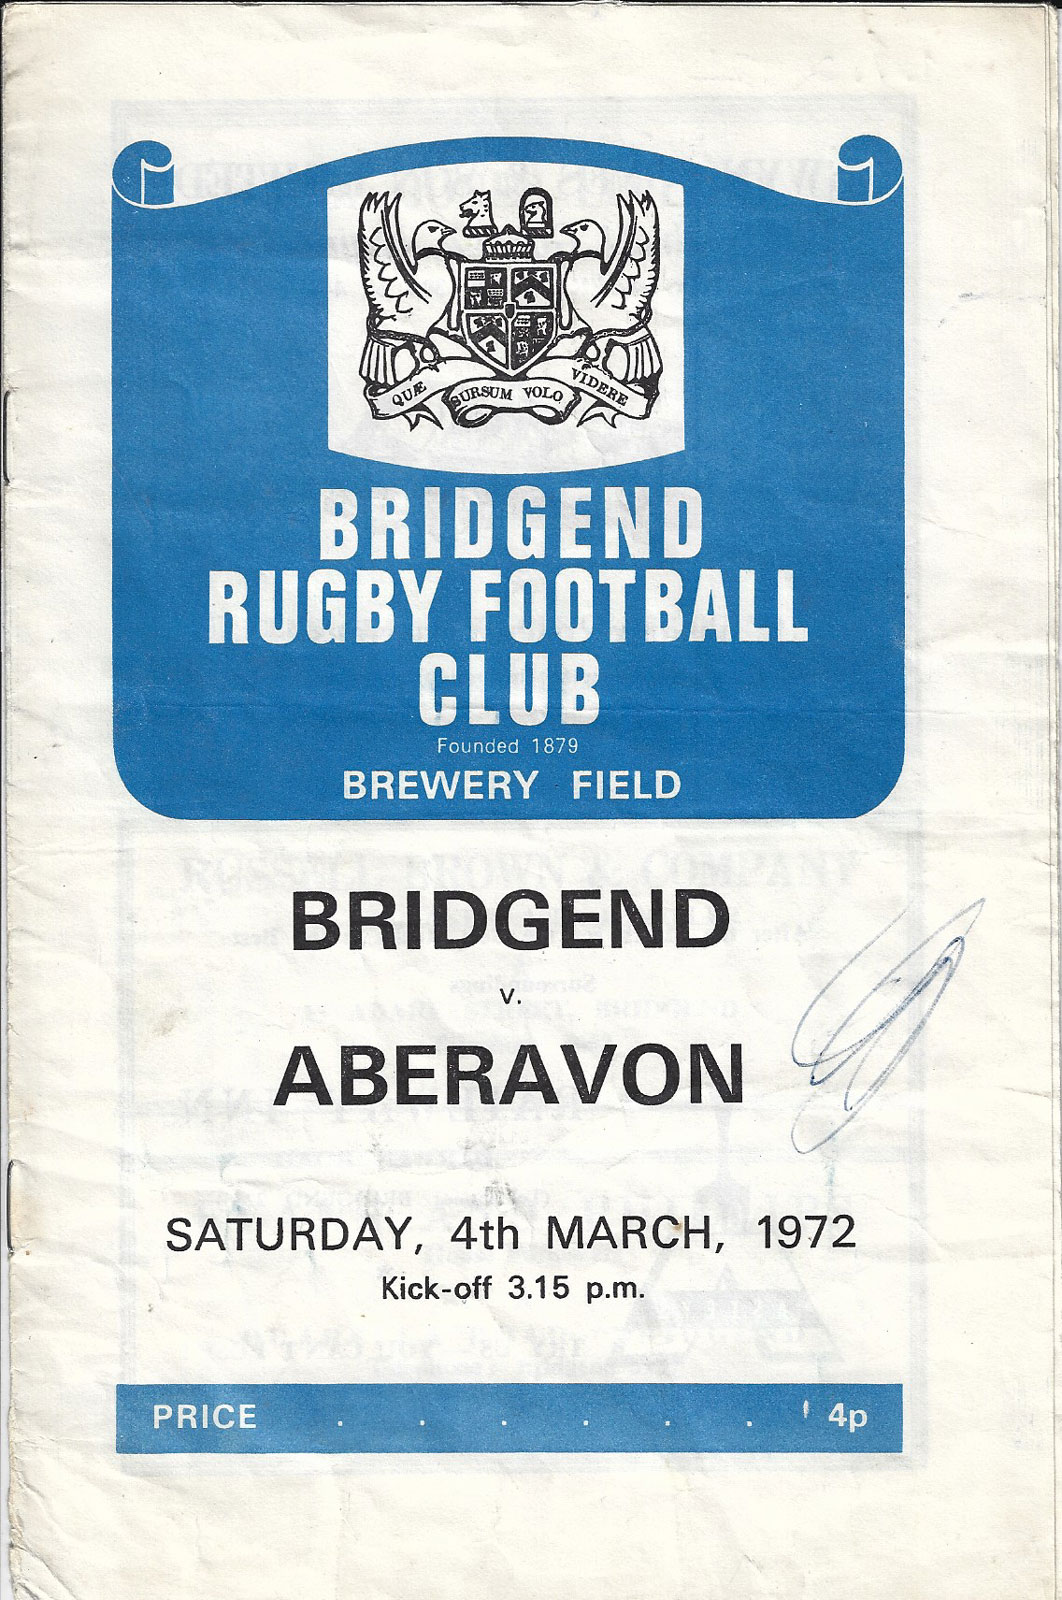 QUÆ SURSUM VOLO VIDERE
BRIDGEND
RUGBY FOOTBALL
CLUB
Founded 1879
BREWERY FIELD
BRIDGEND
v.
ABERAVON
SATURDAY, 4th MARCH, 1972
Kick-off 3.15 p.m.
PRICE . . . . . . 4p